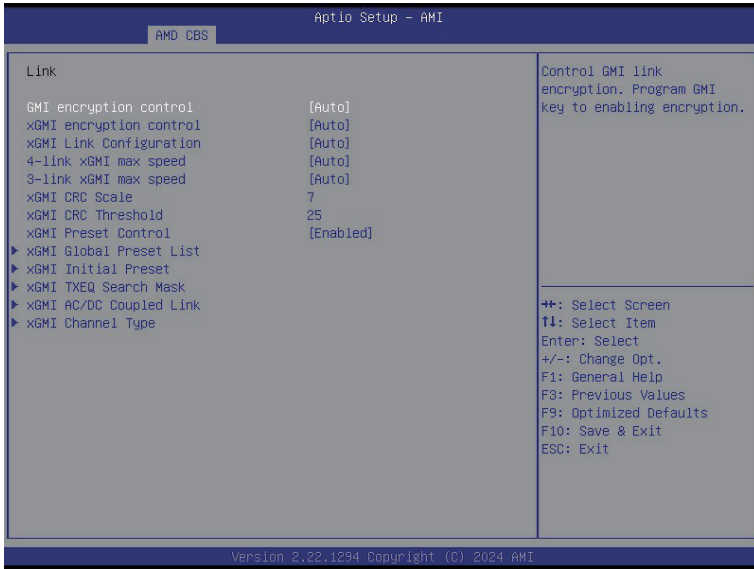 Aptio Setup – AMI
AMD CBS
Link
GMI encryption control [Auto]
xGMI encryption control [Auto]
xGMI Link Configuration [Auto]
4-link xGMI max speed [Auto]
3-link xGMI max speed [Auto]
xGMI CRC Scale 7
xGMI CRC Threshold 25
xGMI Preset Control [Enabled]
xGMI Global Preset List
xGMI Initial Preset
xGMI TXEQ Search Mask
xGMI AC/DC Coupled Link
xGMI Channel Type
Control GMI link
encryption. Program GMI
key to enabling encryption.
→←: Select Screen
↑↓: Select Item
Enter: Select
+/-: Change Opt.
F1: General Help
F3: Previous Values
F9: Optimized Defaults
F10: Save & Exit
ESC: Exit
Version 2.22.1294 Copyright (C) 2024 AMI